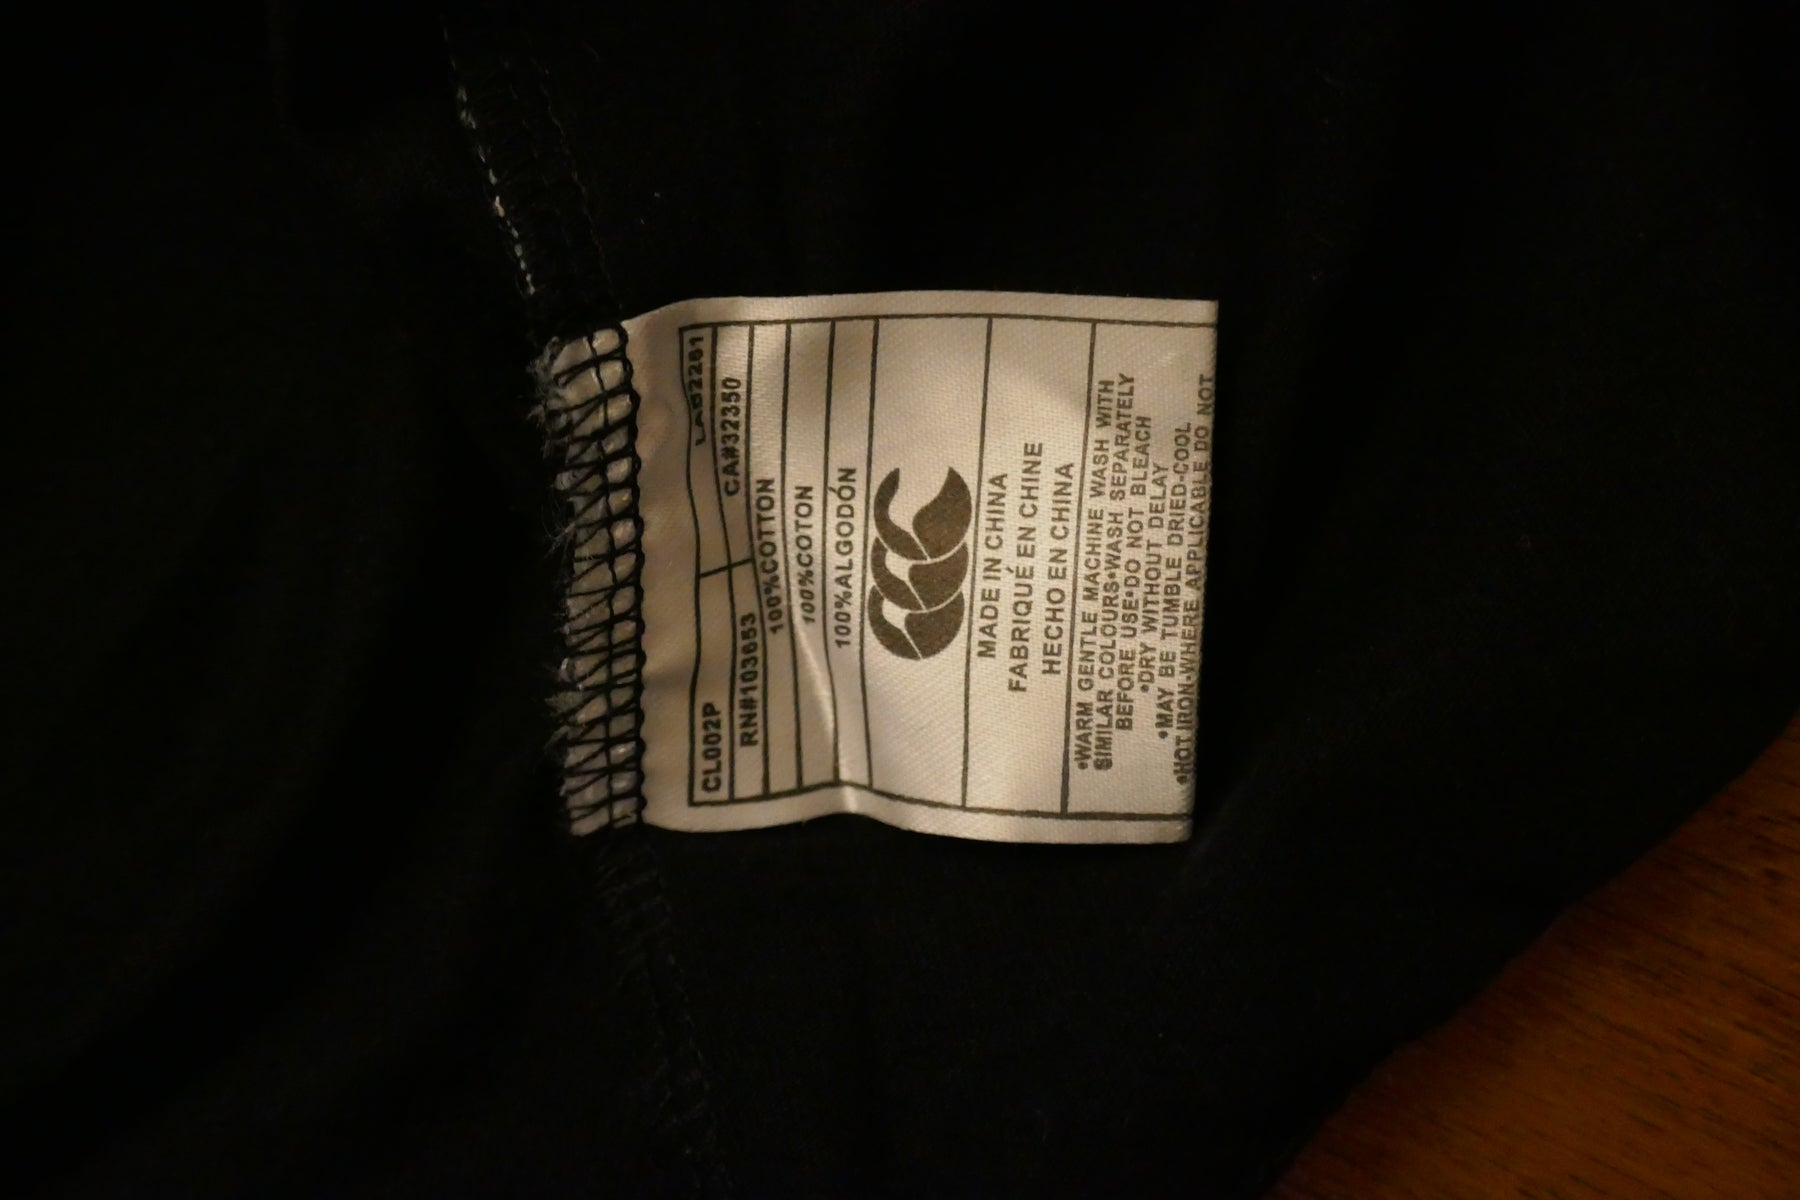 CL002P LAB2261
RN#103653 CA#32350
100%COTTON
100%COTON
100%ALGODÓN
MADE IN CHINA
FABRIQUÉ EN CHINE
HECHO EN CHINA
•WARM GENTLE MACHINE WASH WITH
SIMILAR COLOURS•WASH SEPARATELY
BEFORE USE•DO NOT BLEACH
•DRY WITHOUT DELAY
•MAY BE TUMBLE DRIED-COOL
•HOT IRON-WHERE APPLICABLE DO NOT